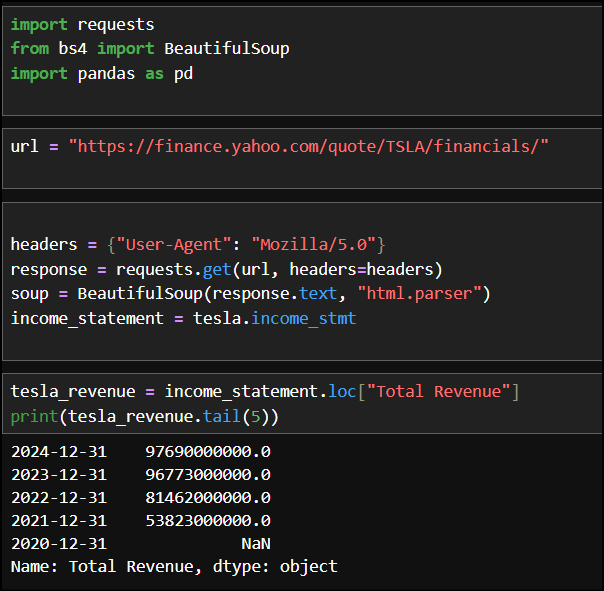 import requests
from bs4 import BeautifulSoup
import pandas as pd
url = "https://finance.yahoo.com/quote/TSLA/financials/"
headers = {"User-Agent": "Mozilla/5.0"}
response = requests.get(url, headers=headers)
soup = BeautifulSoup(response.text, "html.parser")
income_statement = tesla.income_stmt
tesla_revenue = income_statement.loc["Total Revenue"]
print(tesla_revenue.tail(5))
2024-12-31    97690000000.0
2023-12-31    96773000000.0
2022-12-31    81462000000.0
2021-12-31    53823000000.0
2020-12-31              NaN
Name: Total Revenue, dtype: object